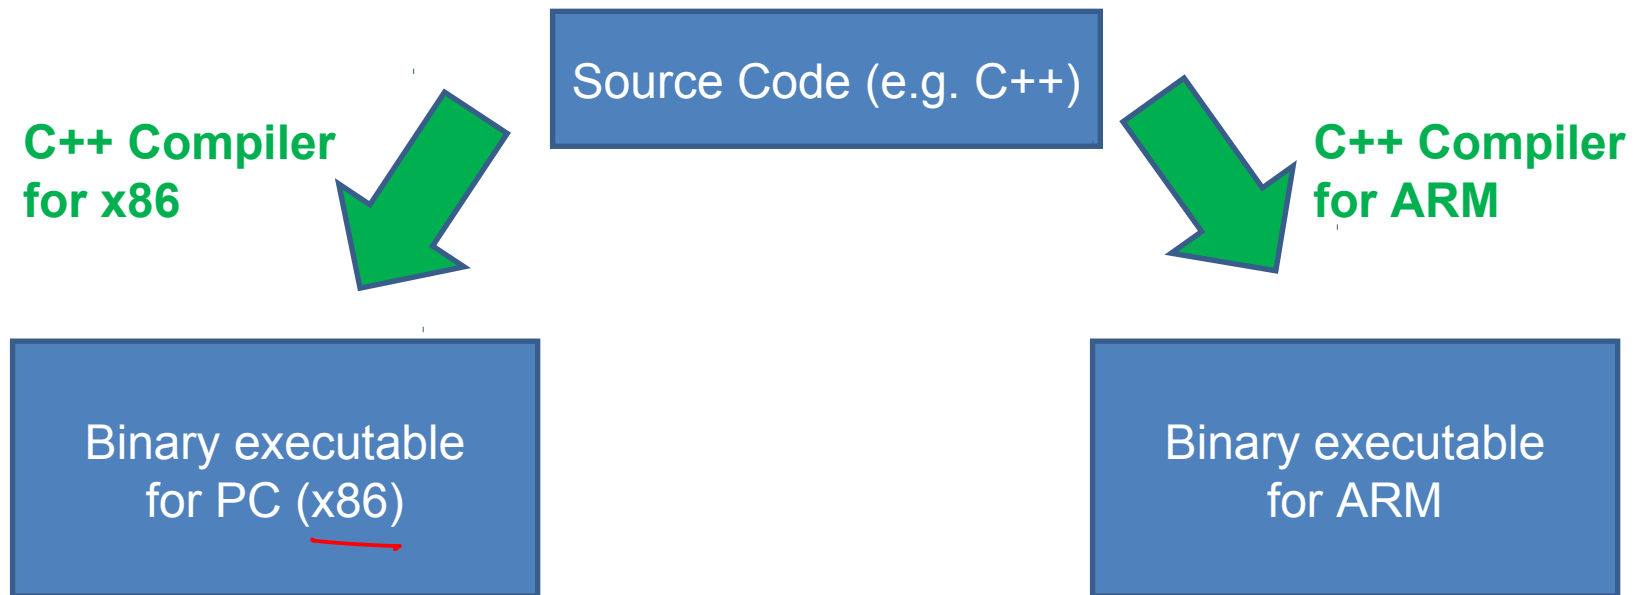 Source Code (e.g. C++)
C++ Compiler
for x86
C++ Compiler
for ARM
Binary executable
for PC (x86)
Binary executable
for ARM